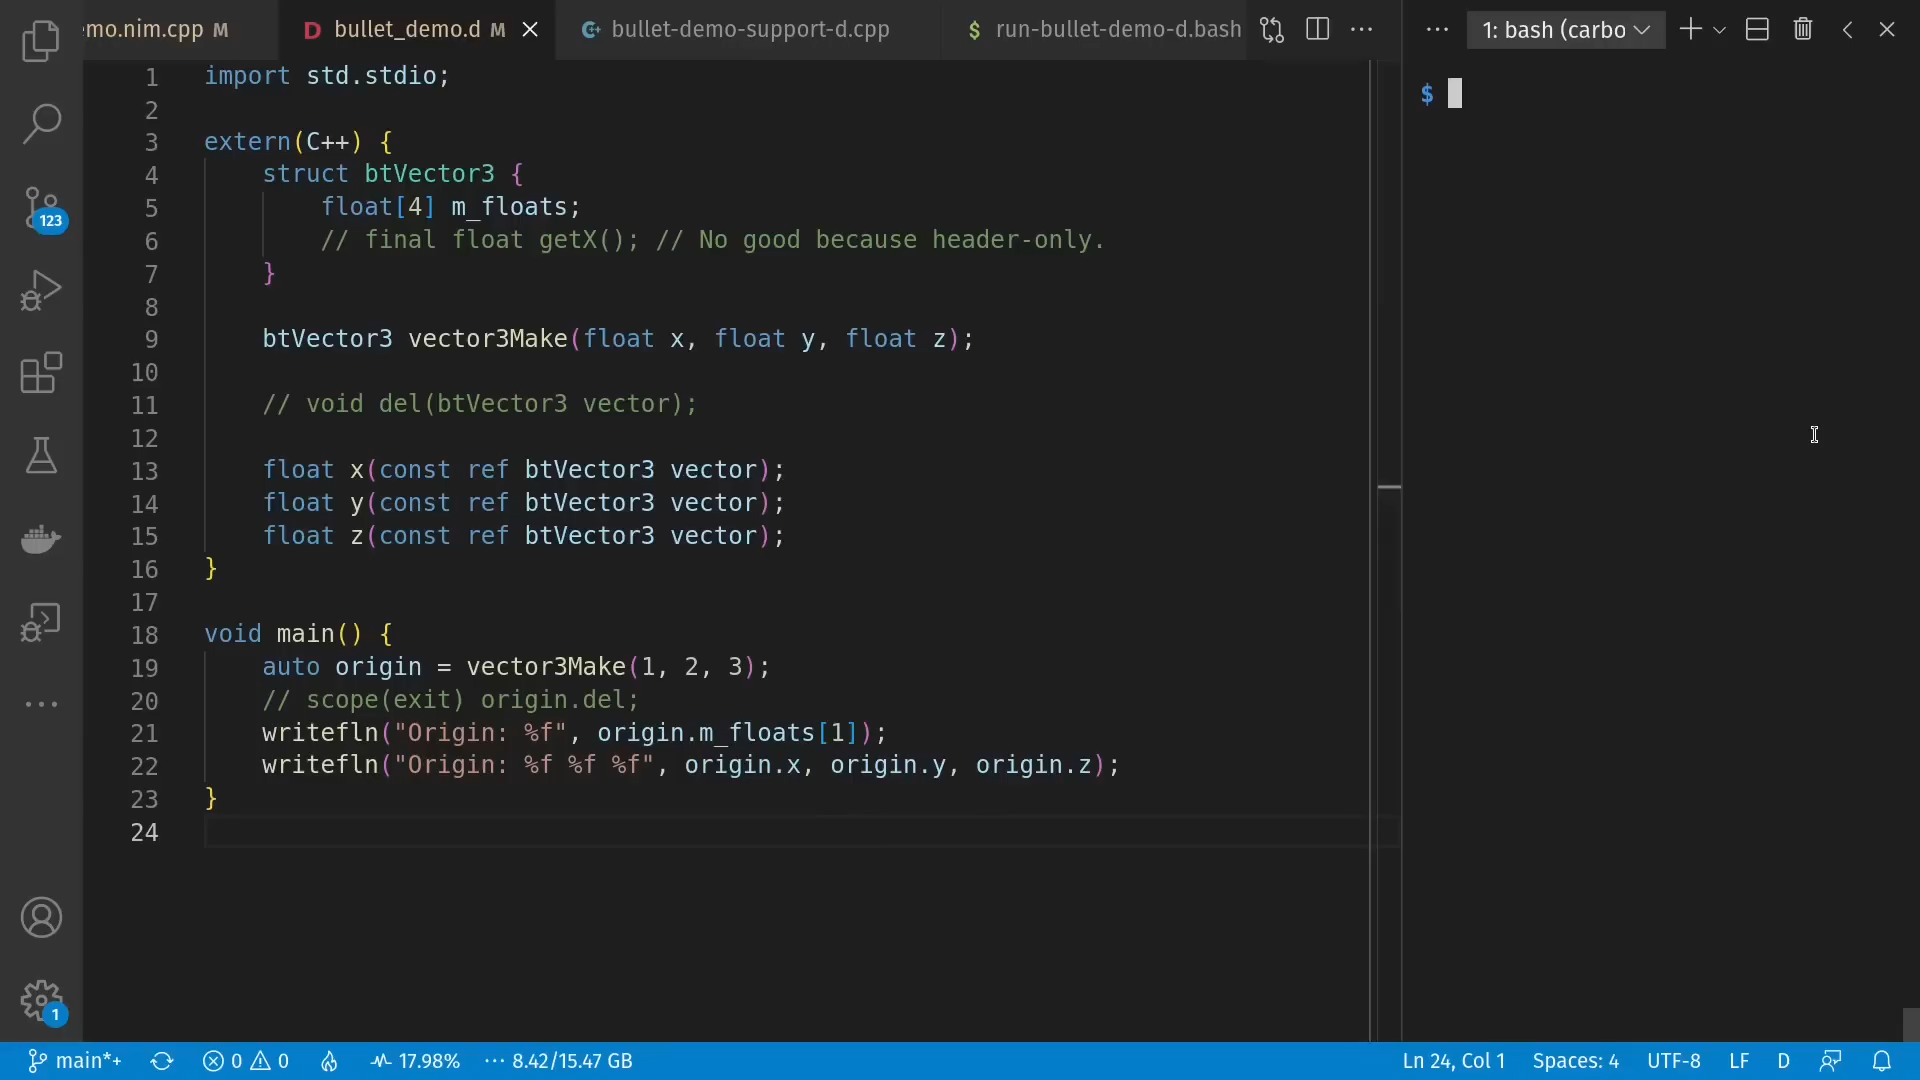 emo.nim.cpp M
bullet_demo.d M
bullet-demo-support-d.cpp
$ run-bullet-demo-d.bash
1: bash (carbo
1 import std.stdio;
2
3 extern(C++) {
4 struct btVector3 {
5 float[4] m_floats;
6 // final float getX(); // No good because header-only.
7 }
8
9 btVector3 vector3Make(float x, float y, float z);
10
11 // void del(btVector3 vector);
12
13 float x(const ref btVector3 vector);
14 float y(const ref btVector3 vector);
15 float z(const ref btVector3 vector);
16 }
17
18 void main() {
19 auto origin = vector3Make(1, 2, 3);
20 // scope(exit) origin.del;
21 writefln("Origin: %f", origin.m_floats[1]);
22 writefln("Origin: %f %f %f", origin.x, origin.y, origin.z);
23 }
24
$
123
1
main*+ 0 0 17.98% ··· 8.42/15.47 GB
Ln 24, Col 1 Spaces: 4 UTF-8 LF D